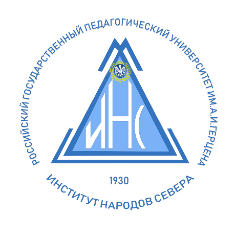 РОССИЙСКИЙ ГОСУДАРСТВЕННЫЙ ПЕДАГОГИЧЕСКИЙ УНИВЕРСИТЕТ ИМ.А.И.ГЕРЦЕНА
ИНС
1930
ИНСТИТУТ НАРОДОВ СЕВЕРА